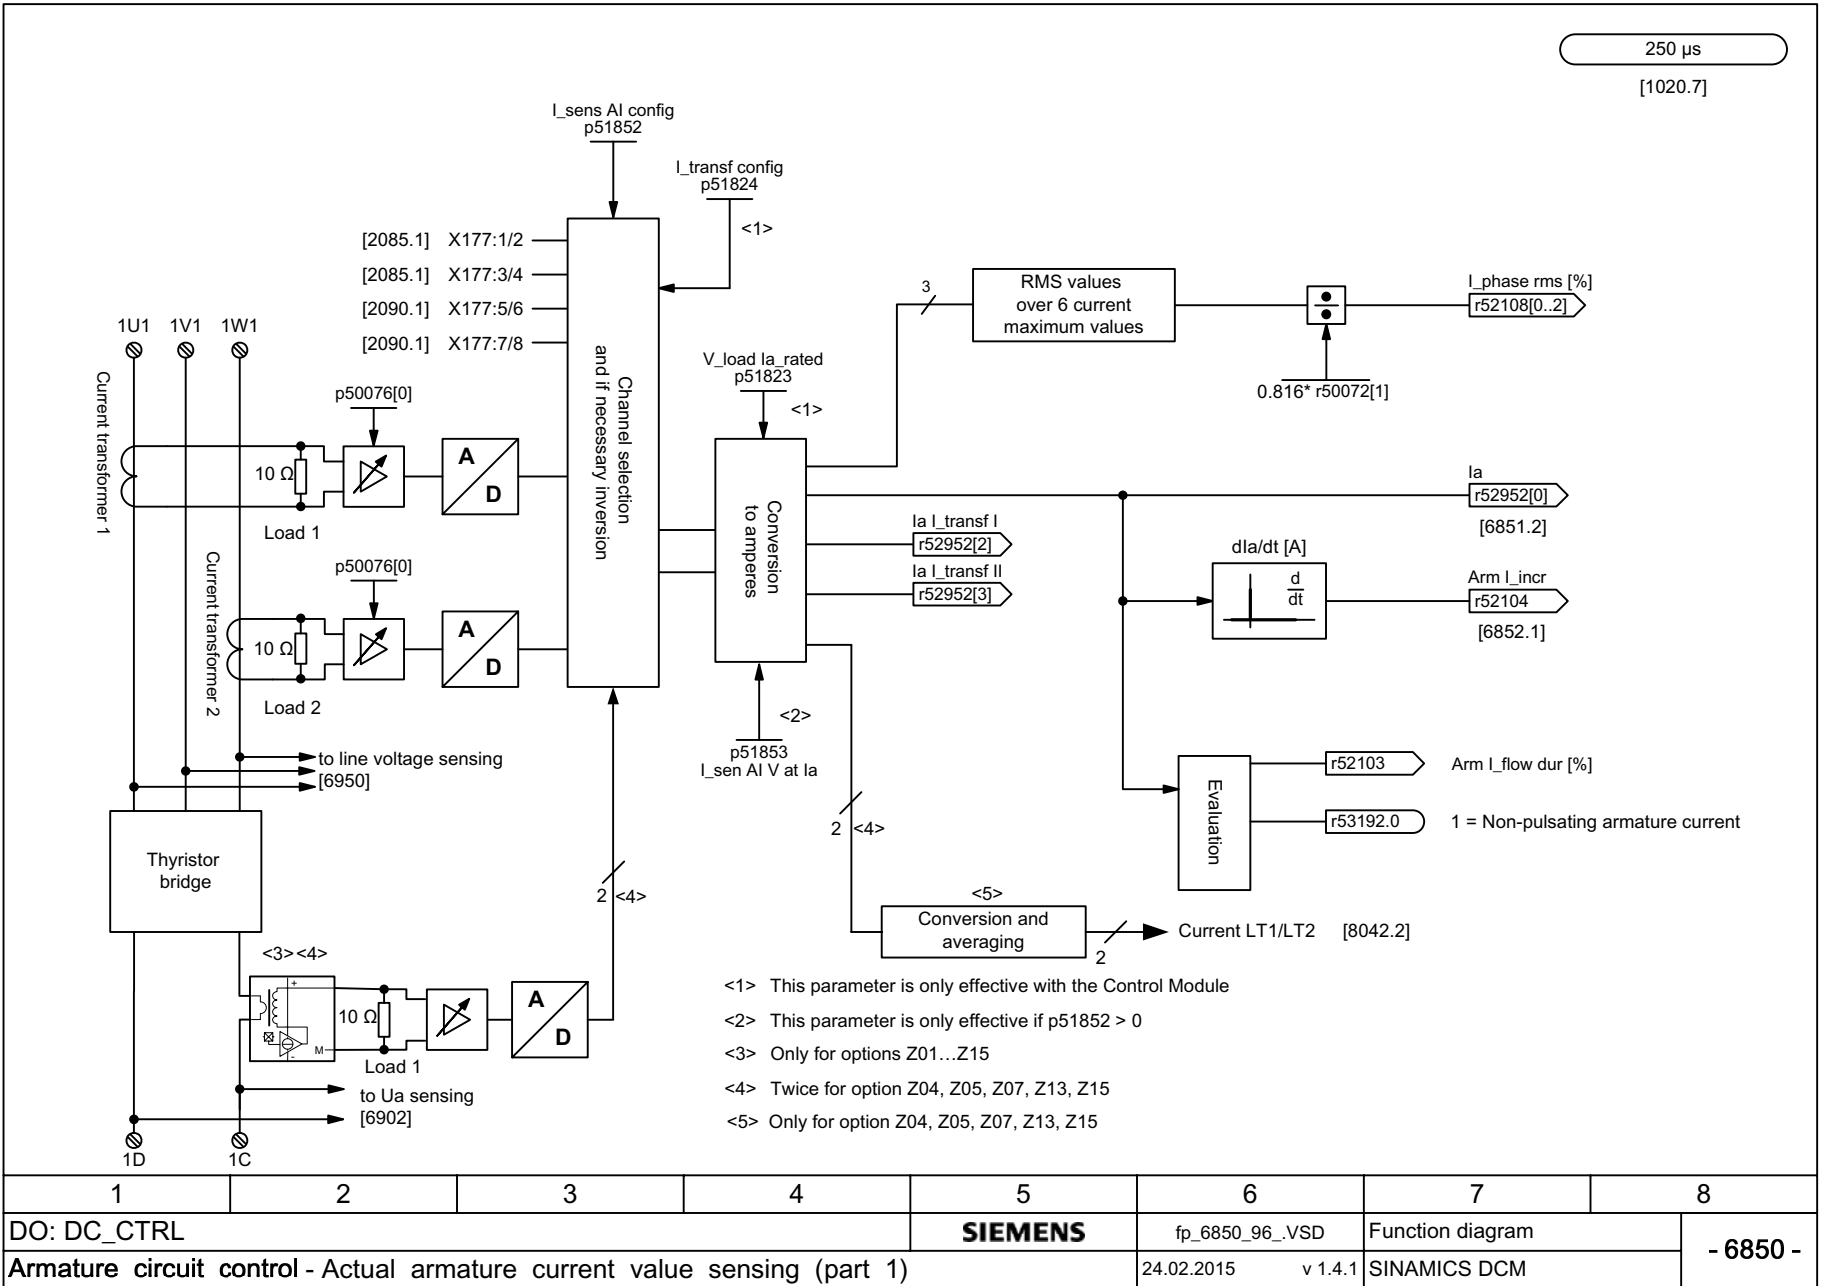 250 µs
[1020.7]
I_sens AI config
p51852
I_transf config
p51824
<1>
[2085.1] X177:1/2
[2085.1] X177:3/4
[2090.1] X177:5/6
[2090.1] X177:7/8
1U1 1V1 1W1
Current transformer 1
p50076[0]
10 Ω
A
D
Load 1
Current transformer 2
p50076[0]
10 Ω
A
D
Load 2
Channel selection
and if necessary inversion
V_load Ia_rated
p51823
<1>
Conversion
to amperes
3
RMS values
over 6 current
maximum values
÷
0.816* r50072[1]
I_phase rms [%]
r52108[0..2]
Ia
r52952[0]
[6851.2]
Ia I_transf I
r52952[2]
Ia I_transf II
r52952[3]
dIa/dt [A]
d
dt
Arm I_incr
r52104
[6852.1]
<2>
p51853
I_sen AI V at Ia
to line voltage sensing
[6950]
Thyristor
bridge
2 <4>
2 <4>
Evaluation
r52103 Arm I_flow dur [%]
r53192.0 1 = Non-pulsating armature current
<5>
Conversion and
averaging
2
Current LT1/LT2 [8042.2]
<3><4>
+
-
M
10 Ω
A
D
Load 1
to Ua sensing
[6902]
1D 1C
<1> This parameter is only effective with the Control Module
<2> This parameter is only effective if p51852 > 0
<3> Only for options Z01…Z15
<4> Twice for option Z04, Z05, Z07, Z13, Z15
<5> Only for option Z04, Z05, Z07, Z13, Z15
1 2 3 4 5 6 7 8
DO: DC_CTRL SIEMENS fp_6850_96_.VSD Function diagram
- 6850 -
Armature circuit control - Actual armature current value sensing (part 1) 24.02.2015 v 1.4.1 SINAMICS DCM